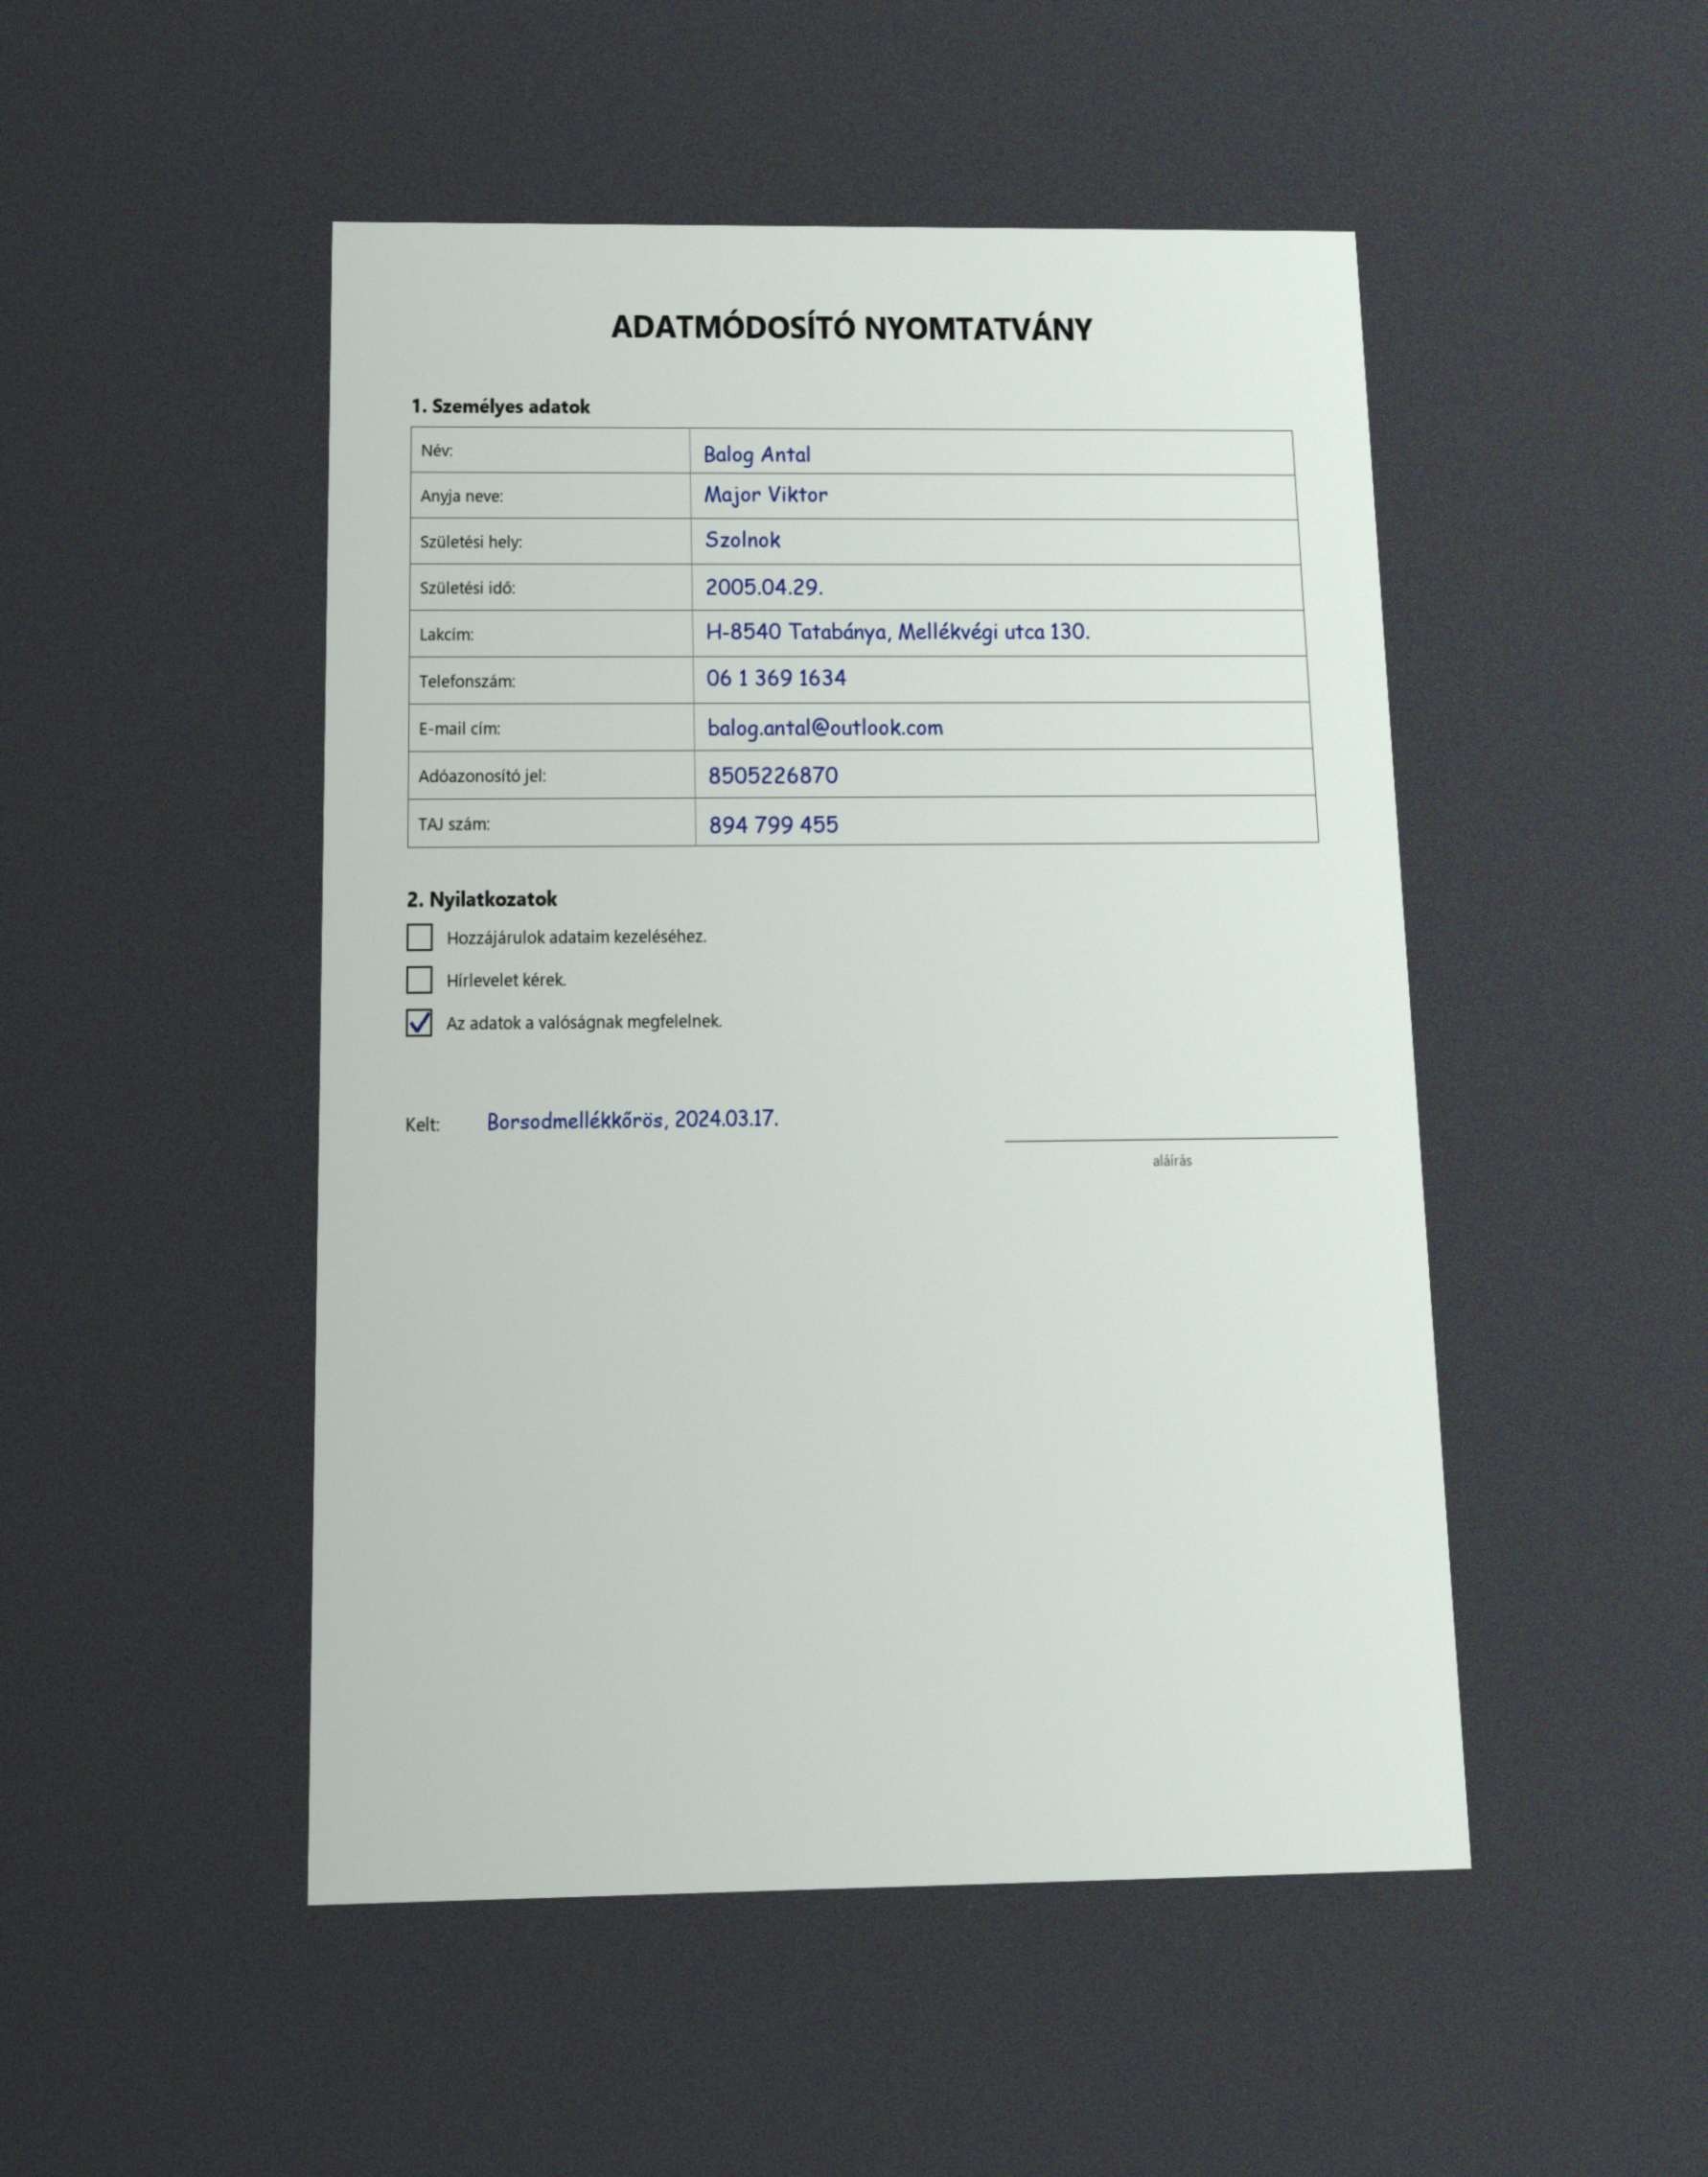 ADATMÓDOSÍTÓ NYOMTATVÁNY
1. Személyes adatok
Név: Balog Antal
Anyja neve: Major Viktor
Születési hely: Szolnok
Születési idő: 2005.04.29.
Lakcím: H-8540 Tatabánya, Mellékvégi utca 130.
Telefonszám: 06 1 369 1634
E-mail cím: balog.antal@outlook.com
Adóazonosító jel: 8505226870
TAJ szám: 894 799 455
2. Nyilatkozatok
Hozzájárulok adataim kezeléséhez.
Hírlevelet kérek.
Az adatok a valóságnak megfelelnek.
Kelt: Borsodmellékkőrös, 2024.03.17.
aláírás